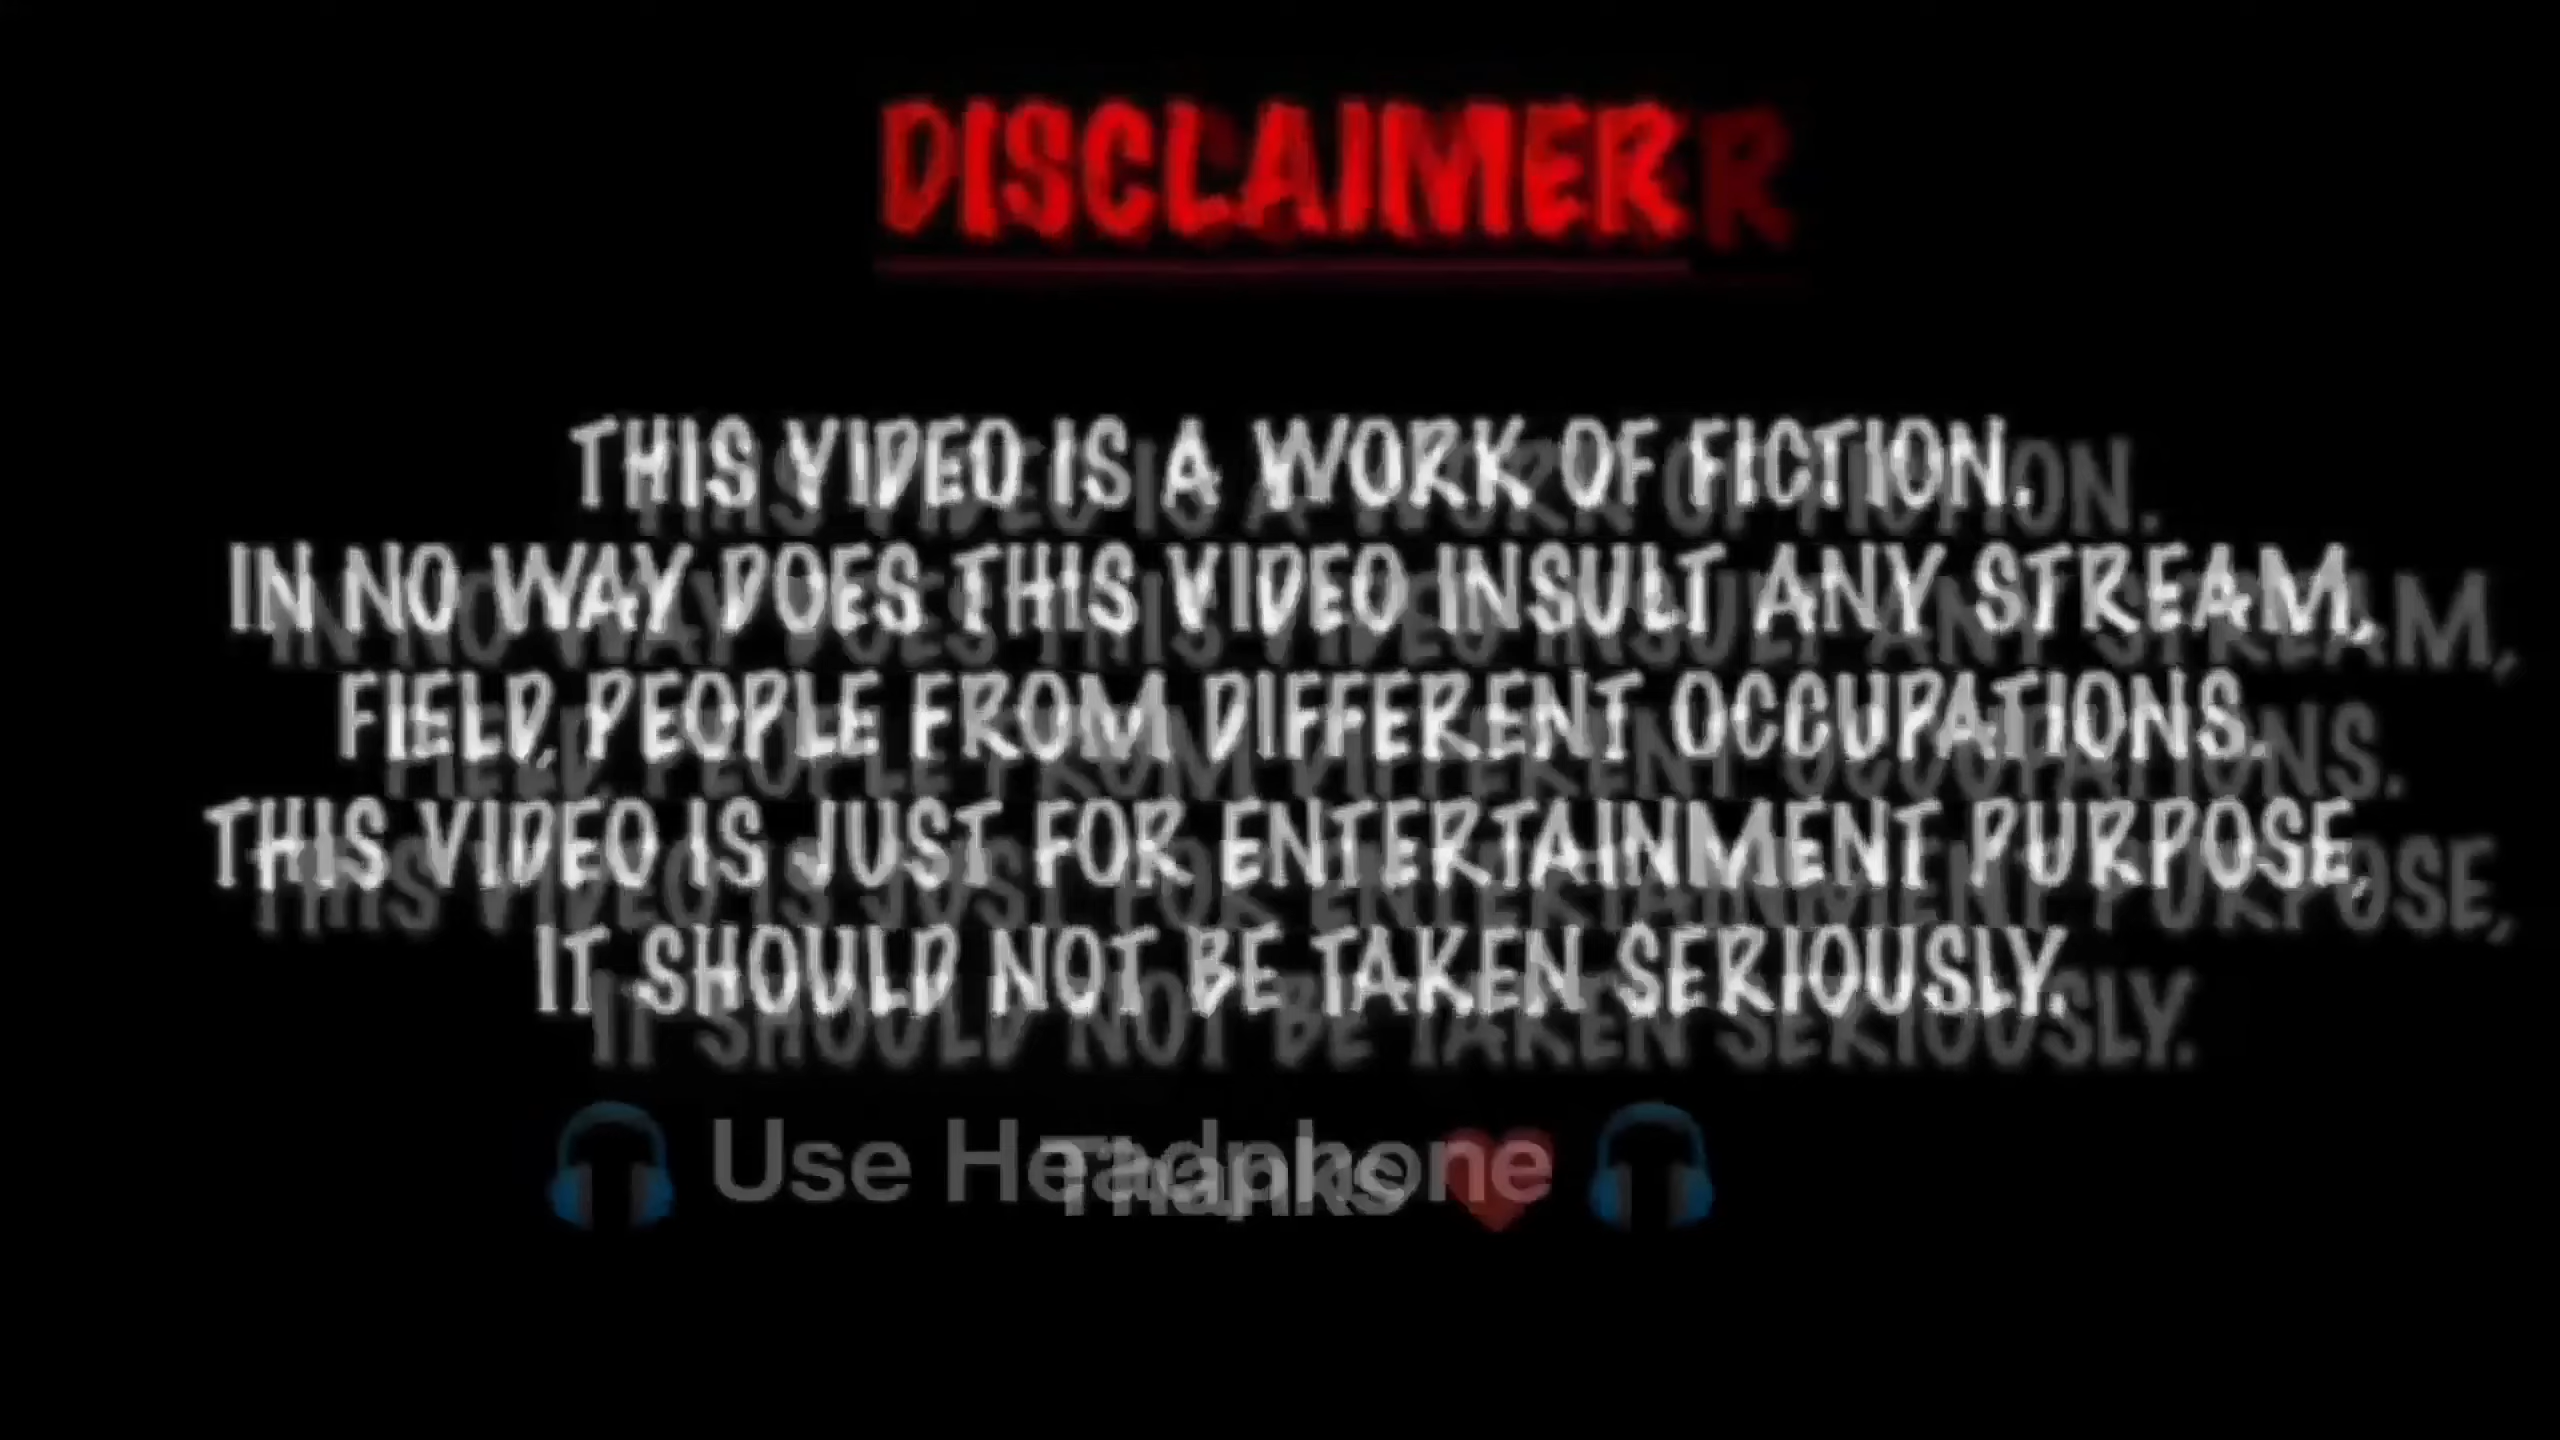 DISCLAIMER
THIS VIDEO IS A WORK OF FICTION.
IN NO WAY DOES THIS VIDEO INSULT ANY STREAM,
FIELD, PEOPLE FROM DIFFERENT OCCUPATIONS.
THIS VIDEO IS JUST FOR ENTERTAINMENT PURPOSE,
IT SHOULD NOT BE TAKEN SERIOUSLY.
🎧 Use Headphone 🎧
Thanks ❤️